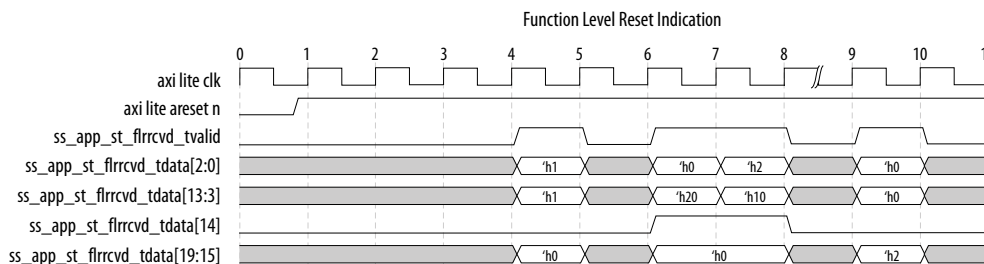 Function Level Reset Indication
0 1 2 3 4 5 6 7 8 9 10 1
axi lite clk
axi lite areset n
ss_app_st_flrrcvd_tvalid
ss_app_st_flrrcvd_tdata[2:0] ‘h1 ‘h0 ‘h2 ‘h0
ss_app_st_flrrcvd_tdata[13:3] ‘h1 ‘h20 ‘h10 ‘h0
ss_app_st_flrrcvd_tdata[14]
ss_app_st_flrrcvd_tdata[19:15] ‘h0 ‘h0 ‘h2